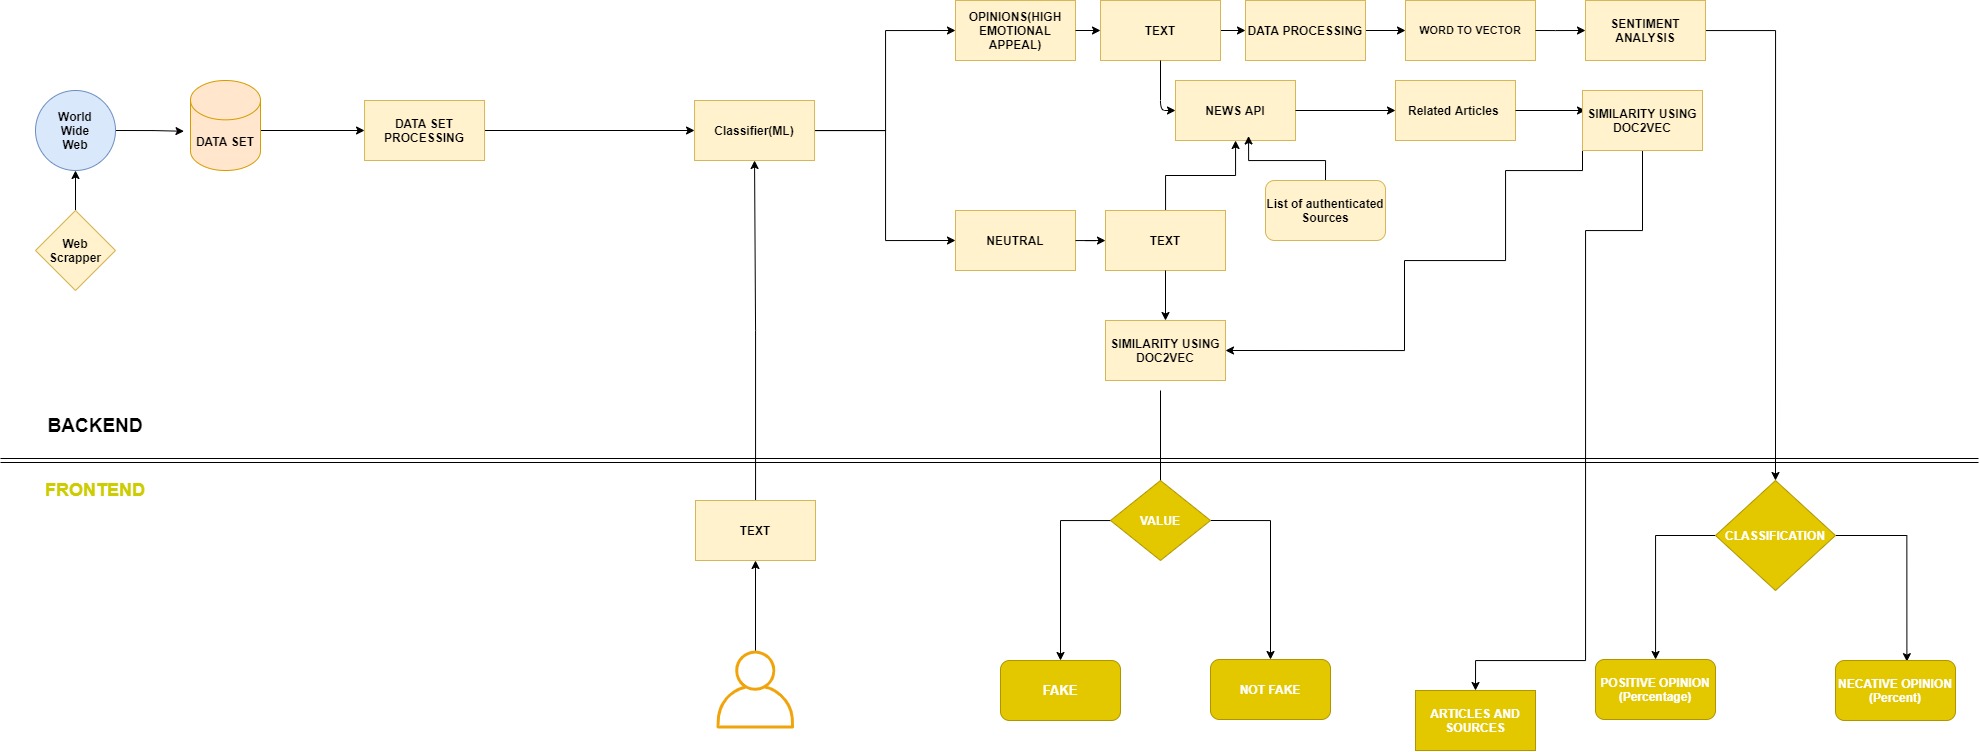 OPINIONS(HIGH
EMOTIONAL
APPEAL)
TEXT
DATA PROCESSING
WORD TO VECTOR
SENTIMENT
ANALYSIS
World
Wide
Web
DATA SET
DATA SET
PROCESSING
Classifier(ML)
NEWS API
Related Articles
SIMILARITY USING
DOC2VEC
List of authenticated
Sources
Web
Scrapper
NEUTRAL
TEXT
SIMILARITY USING
DOC2VEC
BACKEND
FRONTEND
TEXT
VALUE
CLASSIFICATION
FAKE
NOT FAKE
ARTICLES AND
SOURCES
POSITIVE OPINION
(Percentage)
NECATIVE OPINION
(Percent)